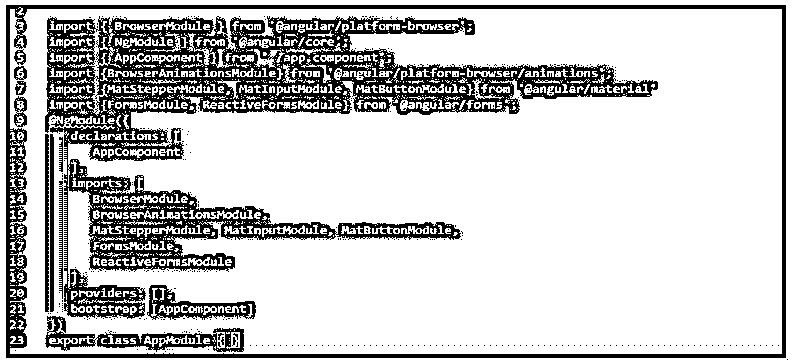 2
3 import { BrowserModule } from '@angular/platform-browser';
4 import { NgModule } from '@angular/core';
5 import { AppComponent } from './app.component';
6 import {BrowserAnimationsModule} from '@angular/platform-browser/animations';
7 import {MatStepperModule, MatInputModule, MatButtonModule} from '@angular/material'
8 import {FormsModule, ReactiveFormsModule} from '@angular/forms';
9 @NgModule({
10 declarations: [
11 AppComponent
12 ],
13 imports: [
14 BrowserModule,
15 BrowserAnimationsModule,
16 MatStepperModule, MatInputModule, MatButtonModule,
17 FormsModule,
18 ReactiveFormsModule
19 ],
20 providers: [],
21 bootstrap: [AppComponent]
22 })
23 export class AppModule { }